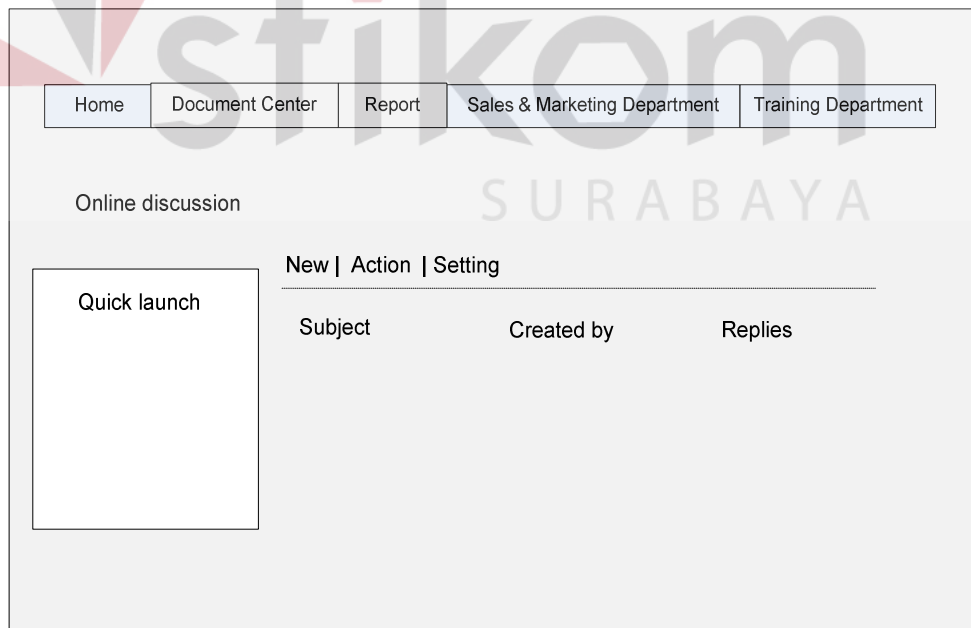 stikom
SURABAYA
Home Document Center Report Sales & Marketing Department Training Department
Online discussion
New | Action | Setting
Quick launch
Subject Created by Replies